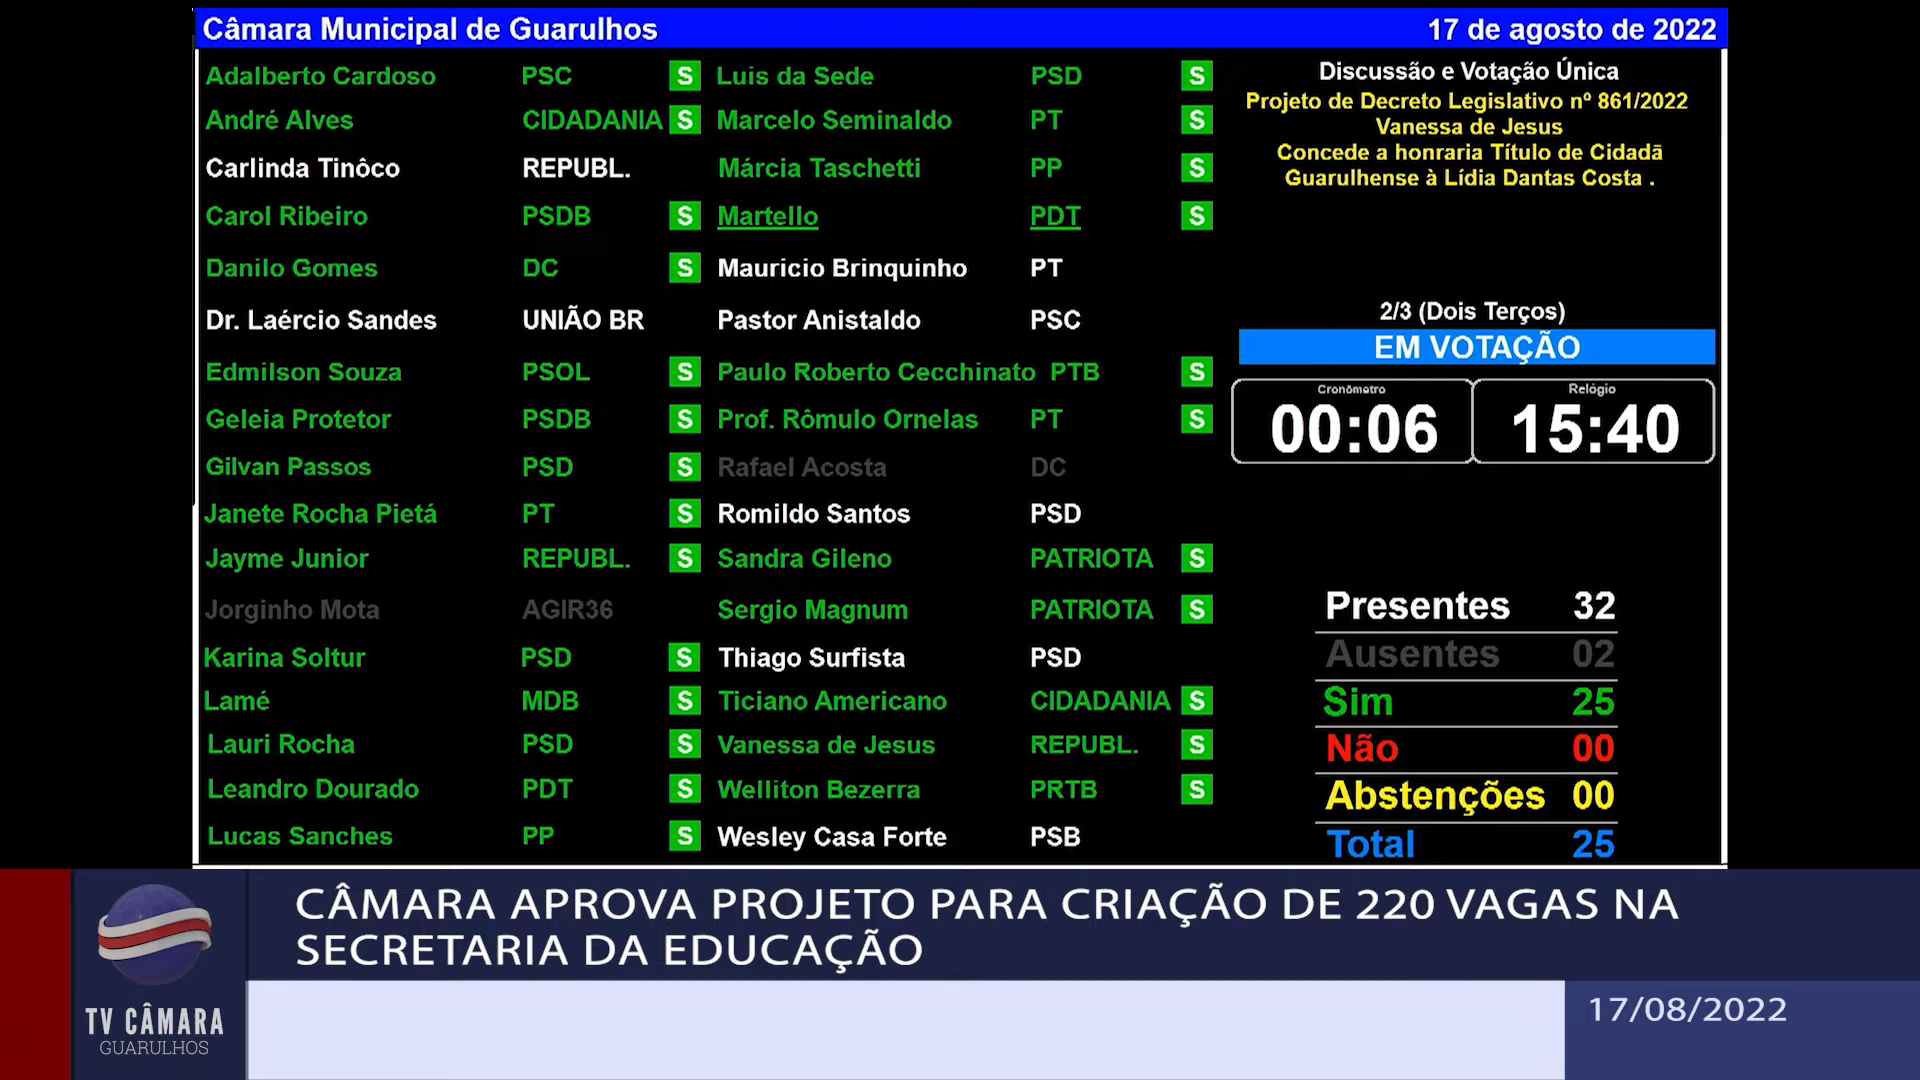 Câmara Municipal de Guarulhos 17 de agosto de 2022
Adalberto Cardoso PSC S Luis da Sede PSD S
André Alves CIDADANIA S Marcelo Seminaldo PT S
Carlinda Tinôco REPUBL. Márcia Taschetti PP S
Carol Ribeiro PSDB S Martello PDT S
Danilo Gomes DC S Mauricio Brinquinho PT
Dr. Laércio Sandes UNIÃO BR Pastor Anistaldo PSC
Edmilson Souza PSOL S Paulo Roberto Cecchinato PTB S
Geleia Protetor PSDB S Prof. Rômulo Ornelas PT S
Gilvan Passos PSD S Rafael Acosta DC
Janete Rocha Pietá PT S Romildo Santos PSD
Jayme Junior REPUBL. S Sandra Gileno PATRIOTA S
Jorginho Mota AGIR36 Sergio Magnum PATRIOTA S
Karina Soltur PSD S Thiago Surfista PSD
Lamé MDB S Ticiano Americano CIDADANIA S
Lauri Rocha PSD S Vanessa de Jesus REPUBL. S
Leandro Dourado PDT S Welliton Bezerra PRTB S
Lucas Sanches PP S Wesley Casa Forte PSB
Discussão e Votação Única
Projeto de Decreto Legislativo nº 861/2022
Vanessa de Jesus
Concede a honraria Título de Cidadã
Guarulhense à Lídia Dantas Costa .
2/3 (Dois Terços)
EM VOTAÇÃO
Cronômetro Relógio
00:06 15:40
Presentes 32
Ausentes 02
Sim 25
Não 00
Abstenções 00
Total 25
CÂMARA APROVA PROJETO PARA CRIAÇÃO DE 220 VAGAS NA
SECRETARIA DA EDUCAÇÃO
TV CÂMARA
GUARULHOS
17/08/2022